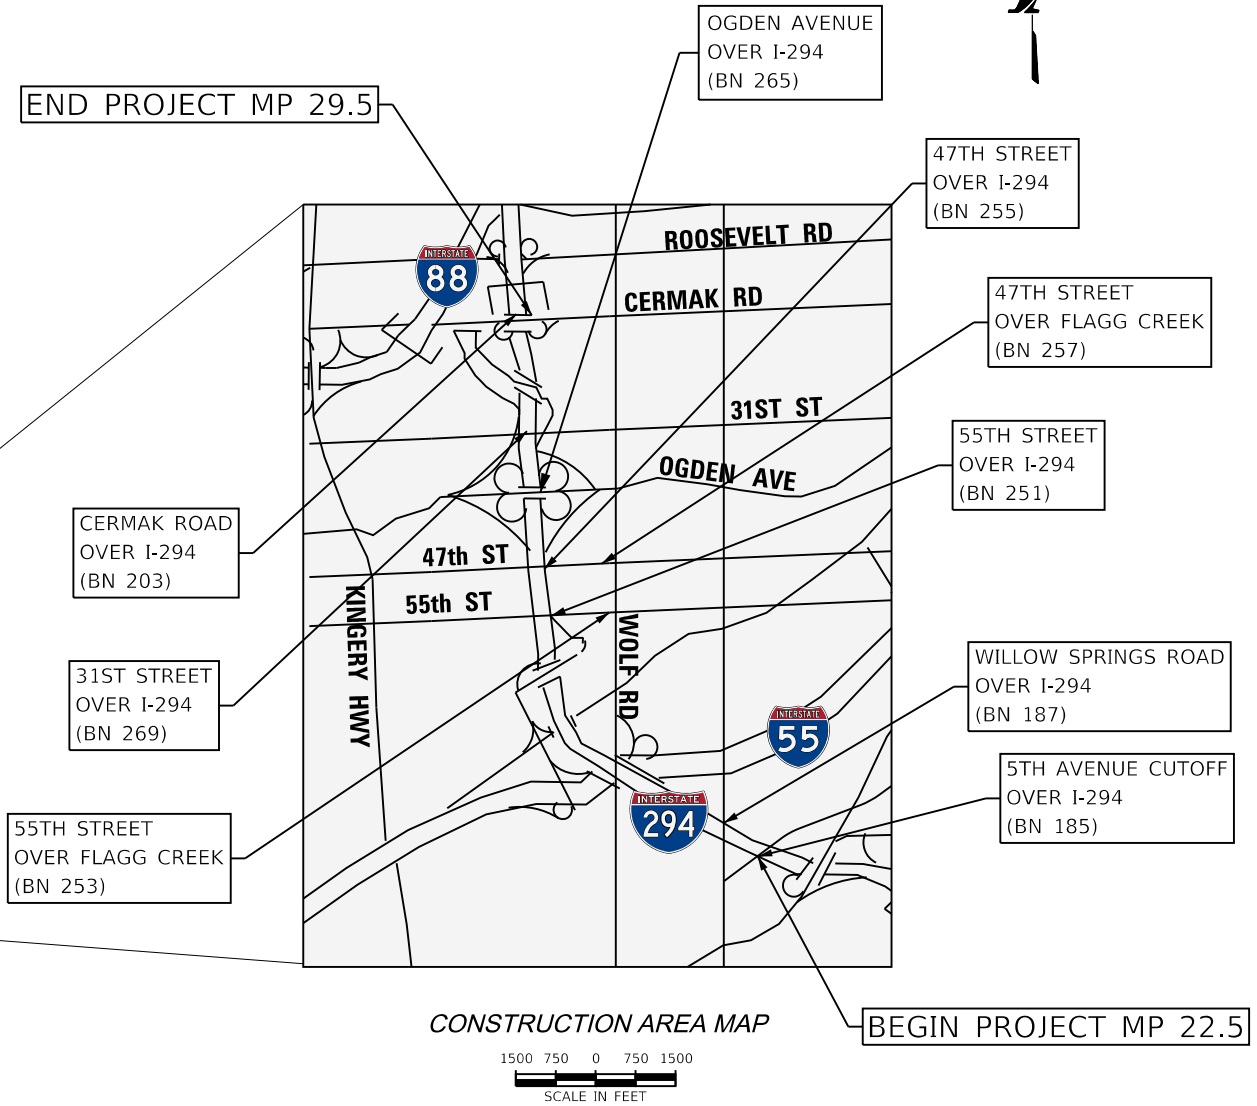 OGDEN AVENUE
OVER I-294
(BN 265)
END PROJECT MP 29.5
47TH STREET
OVER I-294
(BN 255)
ROOSEVELT RD
INTERSTATE
88
CERMAK RD
47TH STREET
OVER FLAGG CREEK
(BN 257)
31ST ST
55TH STREET
OVER I-294
(BN 251)
OGDEN AVE
CERMAK ROAD
OVER I-294
(BN 203)
47th ST
55th ST
KINGERY HWY
WOLF RD
31ST STREET
OVER I-294
(BN 269)
WILLOW SPRINGS ROAD
OVER I-294
(BN 187)
INTERSTATE
55
5TH AVENUE CUTOFF
OVER I-294
(BN 185)
INTERSTATE
294
55TH STREET
OVER FLAGG CREEK
(BN 253)
CONSTRUCTION AREA MAP
BEGIN PROJECT MP 22.5
1500 750 0 750 1500
SCALE IN FEET